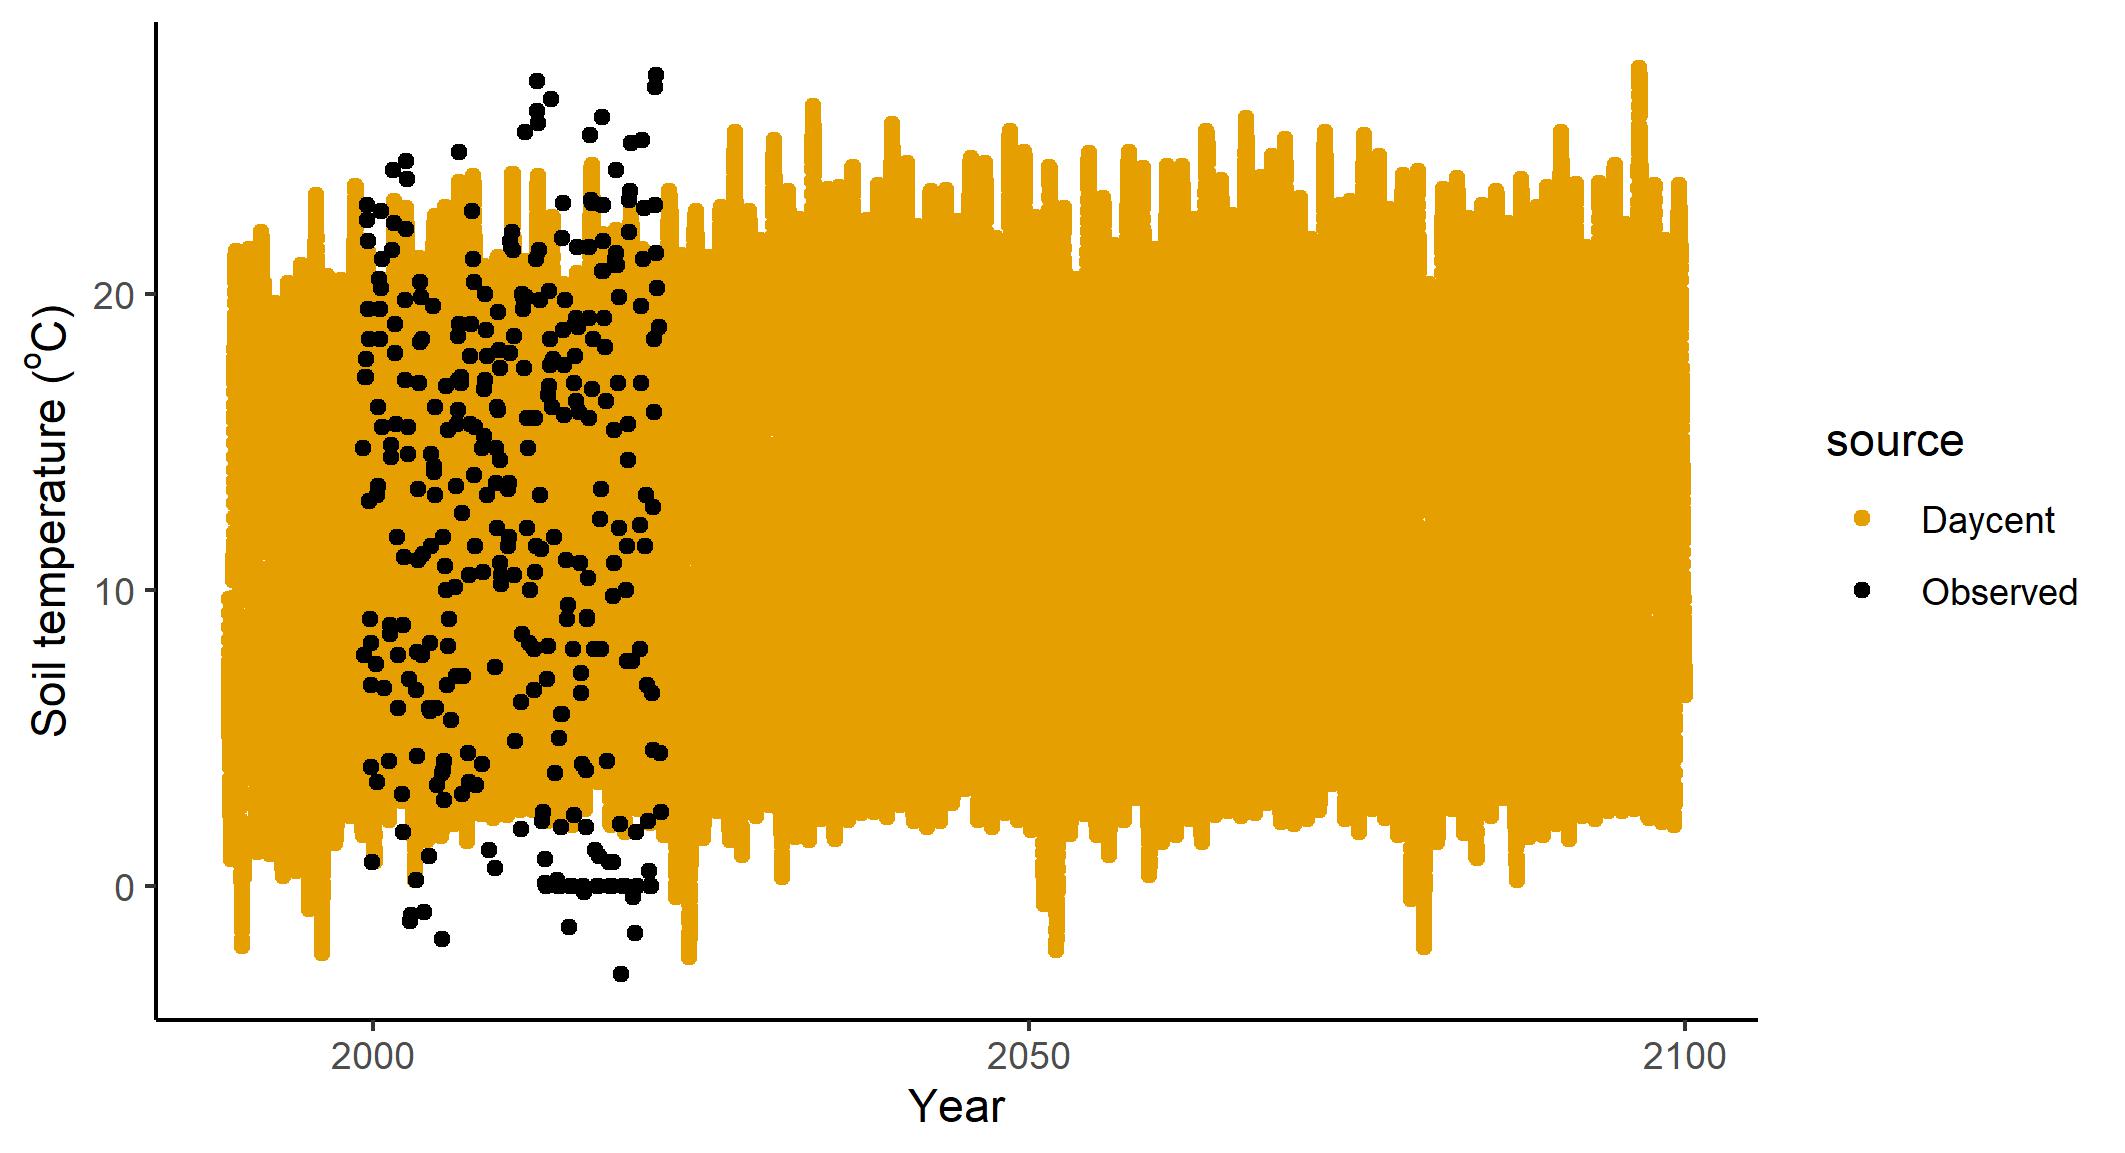 Soil temperature (°C)
20
10
0
2000
2050
2100
Year
source
Daycent
Observed